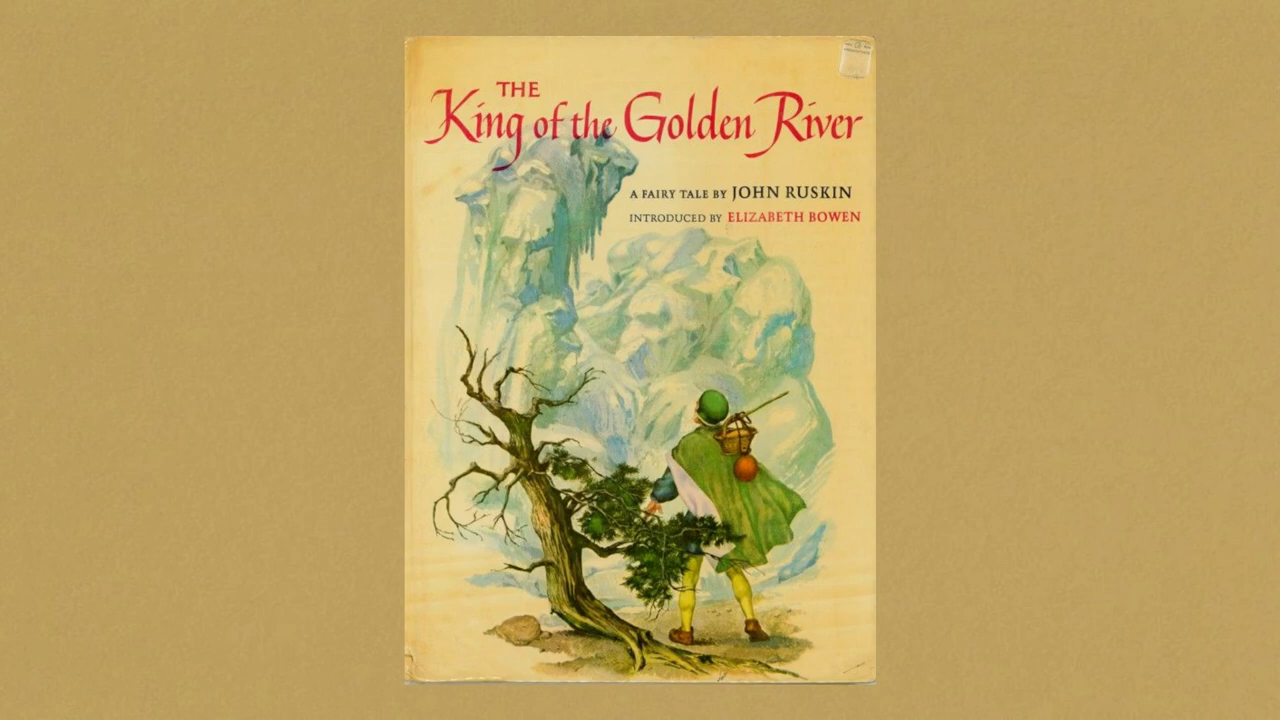 THE
King of the Golden River
A FAIRY TALE BY JOHN RUSKIN
INTRODUCED BY ELIZABETH BOWEN